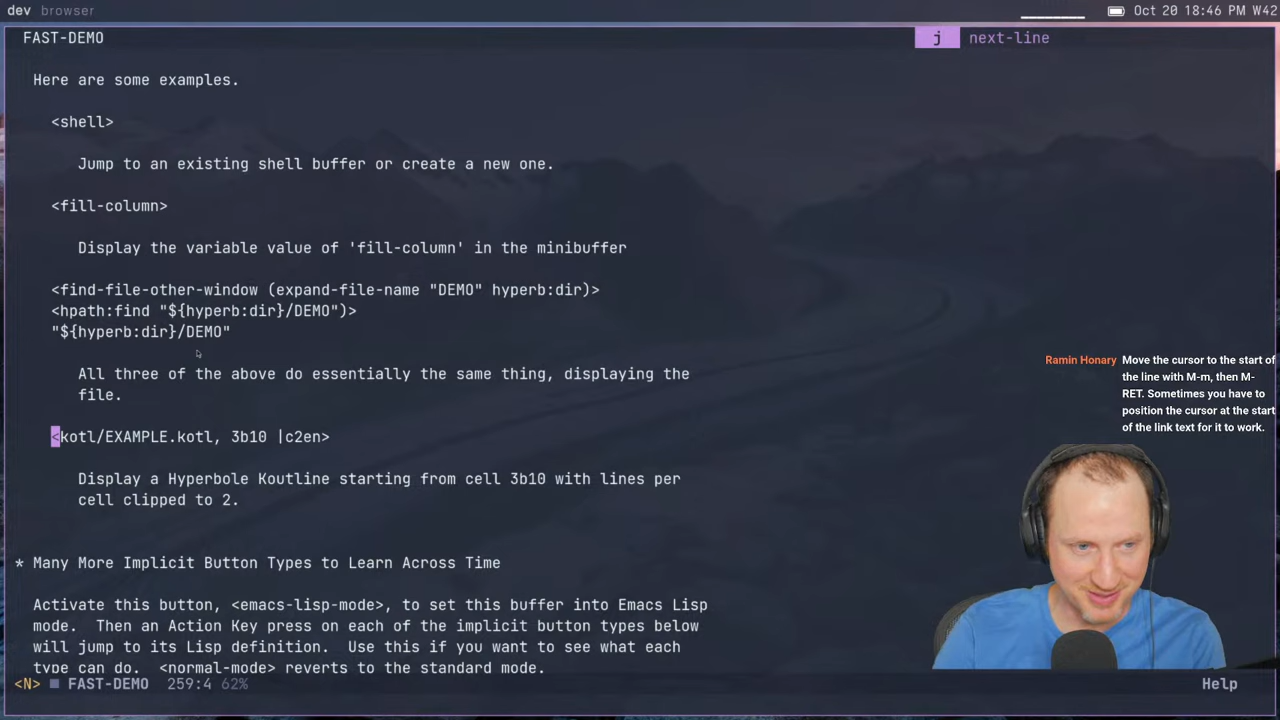 dev browser
Oct 20 18:46 PM W42
FAST-DEMO
j next-line
Here are some examples.
<shell>
Jump to an existing shell buffer or create a new one.
<fill-column>
Display the variable value of 'fill-column' in the minibuffer
<find-file-other-window (expand-file-name "DEMO" hyperb:dir)>
<hpath:find "${hyperb:dir}/DEMO")>
"${hyperb:dir}/DEMO"
All three of the above do essentially the same thing, displaying the
file.
<kotl/EXAMPLE.kotl, 3b10 |c2en>
Display a Hyperbole Koutline starting from cell 3b10 with lines per
cell clipped to 2.
* Many More Implicit Button Types to Learn Across Time
Activate this button, <emacs-lisp-mode>, to set this buffer into Emacs Lisp
mode. Then an Action Key press on each of the implicit button types below
will jump to its Lisp definition. Use this if you want to see what each
type can do. <normal-mode> reverts to the standard mode.
<N> FAST-DEMO 259:4 62%
Help
Ramin Honary Move the cursor to the start of
the line with M-m, then M-
RET. Sometimes you have to
position the cursor at the start
of the link text for it to work.